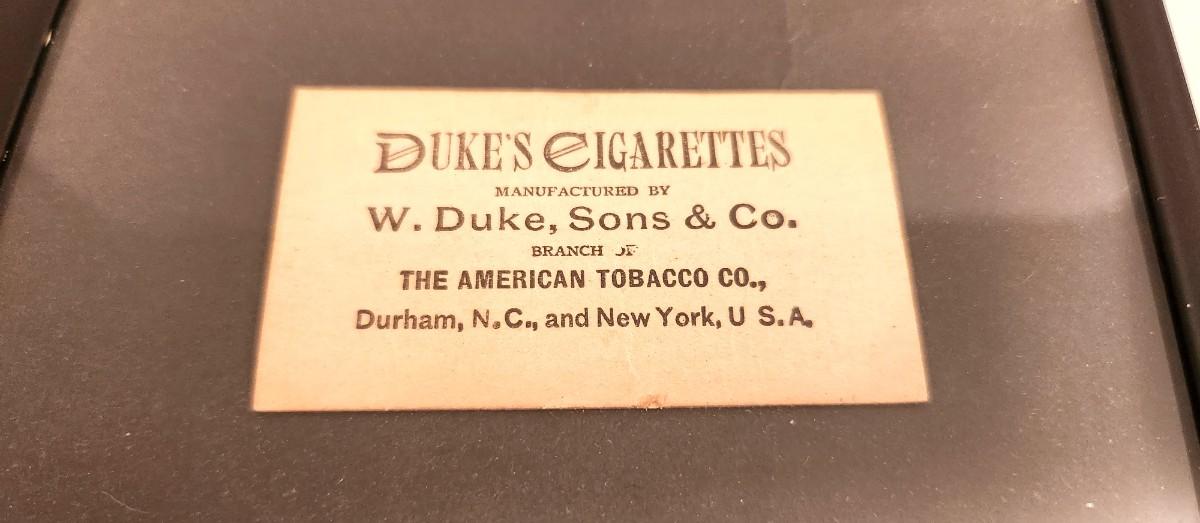 DUKE'S CIGARETTES
MANUFACTURED BY
W. Duke, Sons & Co.
BRANCH OF
THE AMERICAN TOBACCO CO.,
Durham, N.C., and New York, U S.A.